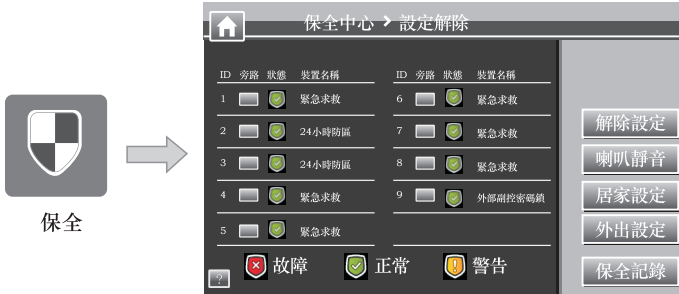 保全
保全中心 > 設定解除
ID 旁路 狀態 裝置名稱 ID 旁路 狀態 裝置名稱
1 緊急求救 6 緊急求救
2 24小時防區 7 緊急求救
3 24小時防區 8 緊急求救
4 緊急求救 9 外部副控密碼鎖
5 緊急求救
故障 正常 警告
?
解除設定
喇叭靜音
居家設定
外出設定
保全記錄